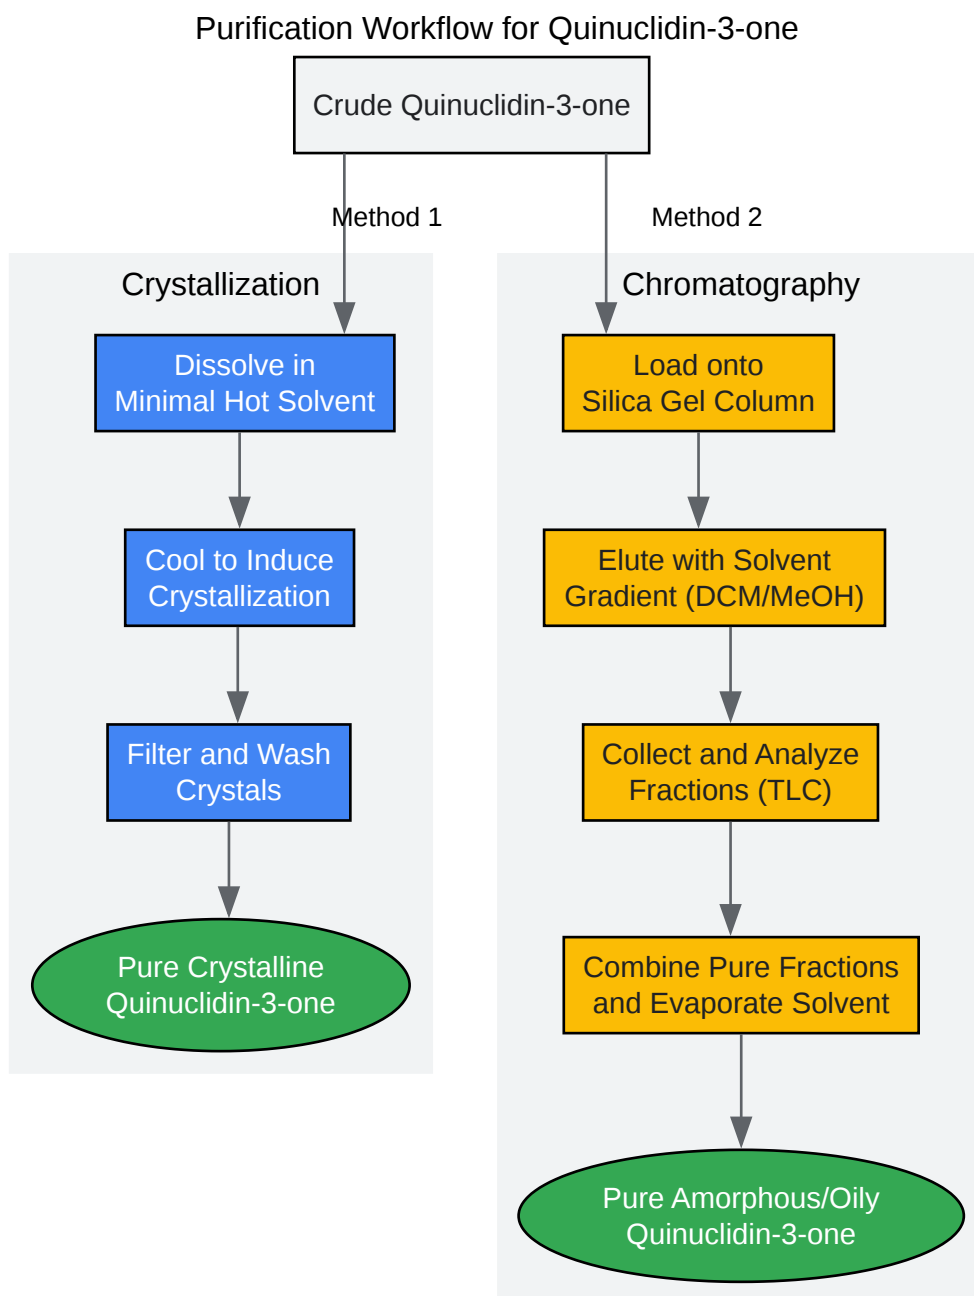 Purification Workflow for Quinuclidin-3-one
Crude Quinuclidin-3-one
Method 1
Method 2
Crystallization
Dissolve in
Minimal Hot Solvent
Cool to Induce
Crystallization
Filter and Wash
Crystals
Pure Crystalline
Quinuclidin-3-one
Chromatography
Load onto
Silica Gel Column
Elute with Solvent
Gradient (DCM/MeOH)
Collect and Analyze
Fractions (TLC)
Combine Pure Fractions
and Evaporate Solvent
Pure Amorphous/Oily
Quinuclidin-3-one